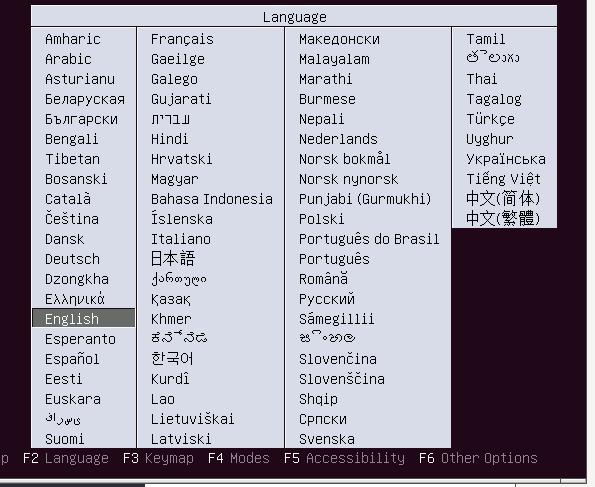 Language
Amharic
Arabic
Asturianu
Беларуская
Български
Bengali
Tibetan
Bosanski
Català
Čeština
Dansk
Deutsch
Dzongkha
Ελληνικά
English
Esperanto
Español
Eesti
Euskara
ﻰﺳﺭﺎﻓ
Suomi
Français
Gaeilge
Galego
Gujarati
עברית
Hindi
Hrvatski
Magyar
Bahasa Indonesia
Íslenska
Italiano
日本語
ქართული
Қазақ
Khmer
ಕನ್ನಡ
한국어
Kurdî
Lao
Lietuviškai
Latviski
Македонски
Malayalam
Marathi
Burmese
Nepali
Nederlands
Norsk bokmål
Norsk nynorsk
Punjabi (Gurmukhi)
Polski
Português do Brasil
Português
Română
Русский
Sámegillii
සිංහල
Slovenčina
Slovenščina
Shqip
Српски
Svenska
Tamil
తెలుగు
Thai
Tagalog
Türkçe
Uyghur
Українська
Tiếng Việt
中文(简体)
中文(繁體)
p F2 Language F3 Keymap F4 Modes F5 Accessibility F6 Other Options